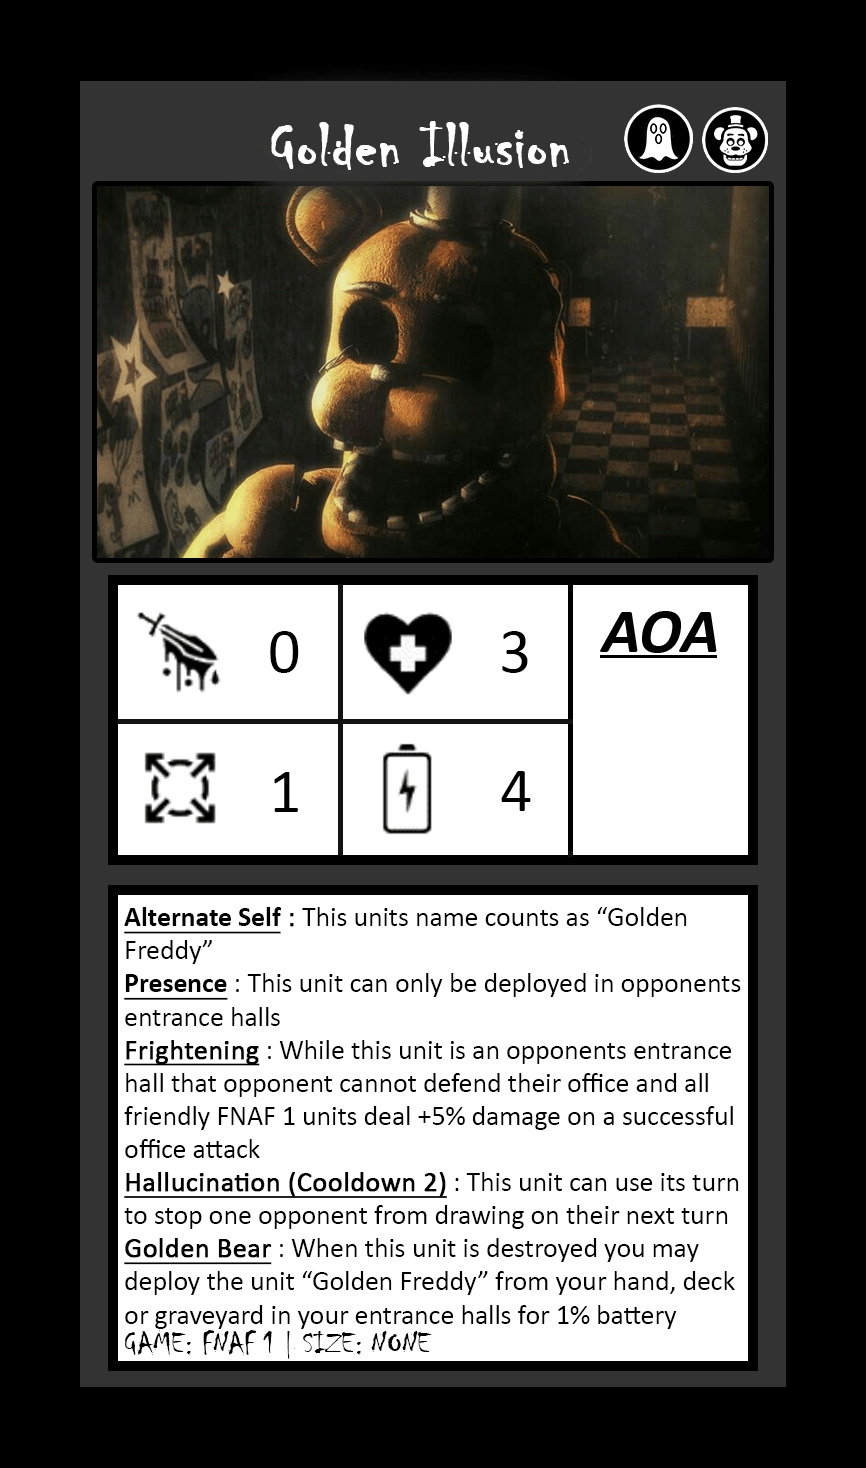 Golden Illusion
0
3
AOA
1
4
Alternate Self : This units name counts as “Golden
Freddy”
Presence : This unit can only be deployed in opponents
entrance halls
Frightening : While this unit is an opponents entrance
hall that opponent cannot defend their office and all
friendly FNAF 1 units deal +5% damage on a successful
office attack
Hallucination (Cooldown 2) : This unit can use its turn
to stop one opponent from drawing on their next turn
Golden Bear : When this unit is destroyed you may
deploy the unit “Golden Freddy” from your hand, deck
or graveyard in your entrance halls for 1% battery
GAME: FNAF 1 | SIZE: NONE